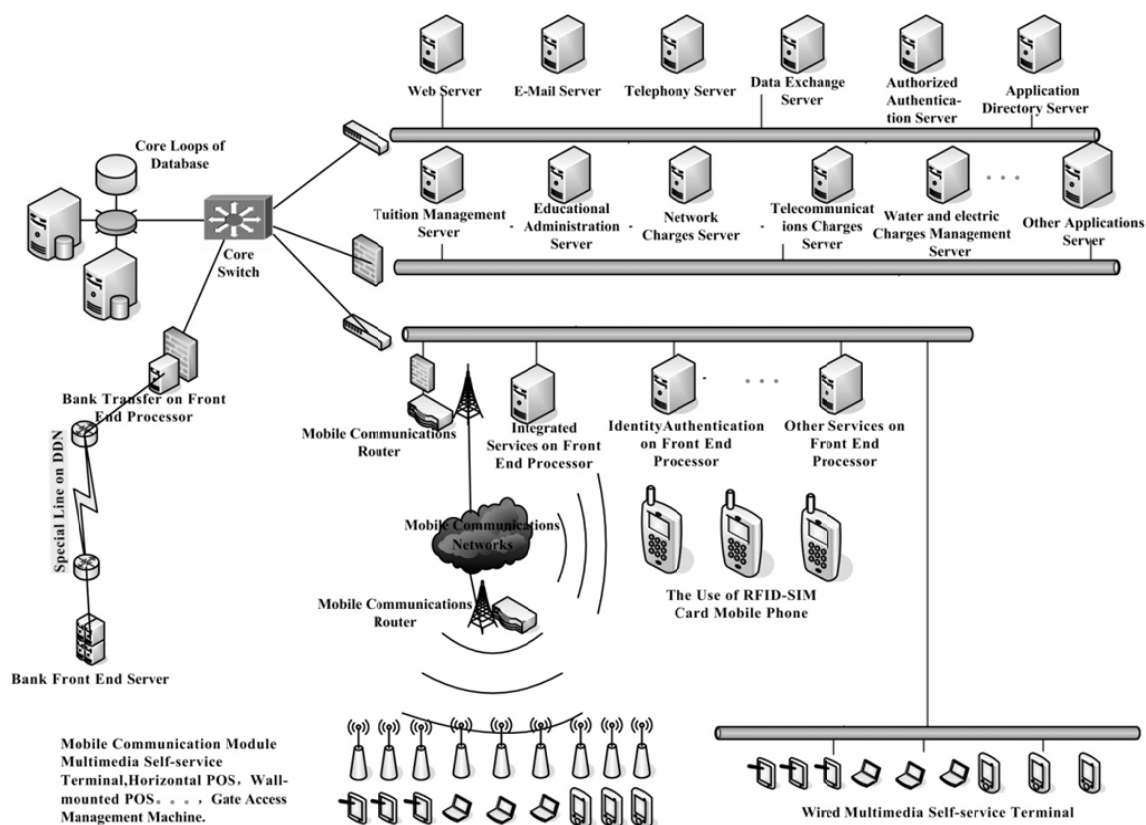 Web Server
E-Mail Server
Telephony Server
Data Exchange
Server
Authorized
Authentica-
tion Server
Application
Directory Server
Core Loops of
Database
Core
Switch
Tuition Management
Server
Educational
Administration
Server
Network
Charges Server
Telecommunicat
ions Charges
Server
Water and electric
Charges Management
Server
Other Applications
Server
Bank Transfer on Front
End Processor
Special Line on DDN
Bank Front End Server
Mobile Communications
Router
Integrated
Services on Front
End Processor
Identity Authentication
on Front End
Processor
Other Services on
Front End
Processor
Mobile Communications
Networks
The Use of RFID-SIM
Card Mobile Phone
Mobile Communications
Router
Mobile Communication Module
Multimedia Self-service
Terminal,Horizontal POS, Wall-
mounted POS。。。, Gate Access
Management Machine.
Wired Multimedia Self-service Terminal